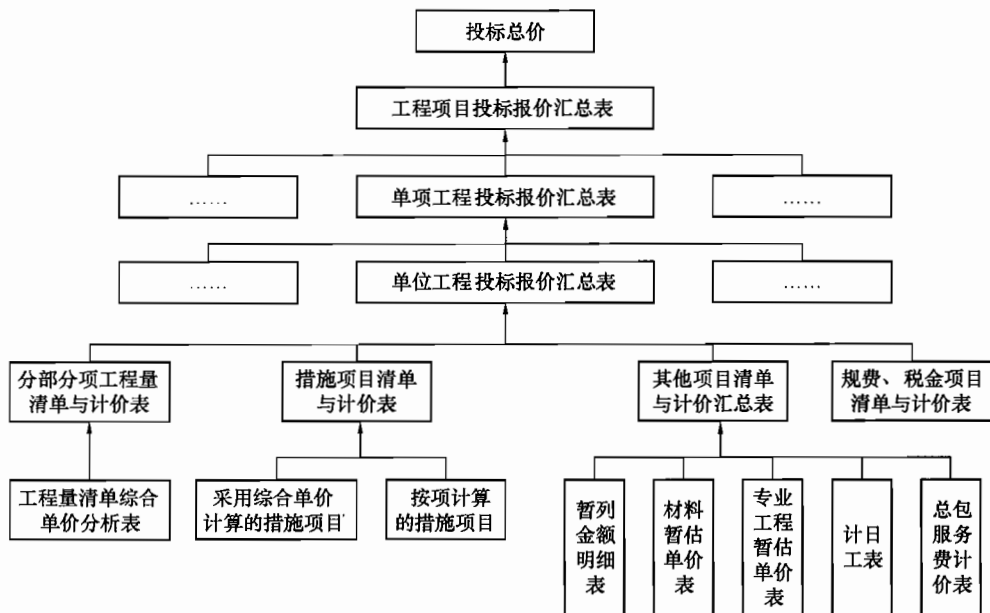 投标总价
工程项目投标报价汇总表
……
单项工程投标报价汇总表
……
……
单位工程投标报价汇总表
……
分部分项工程量
清单与计价表
措施项目清单
与计价表
其他项目清单
与计价汇总表
规费、税金项目
清单与计价表
工程量清单综合
单价分析表
采用综合单价
计算的措施项目
按项计算
的措施项目
暂列
金额
明细
表
材料
暂估
单价
表
专业
工程
暂估
单价
表
计日
工表
总包
服务
费计
价表